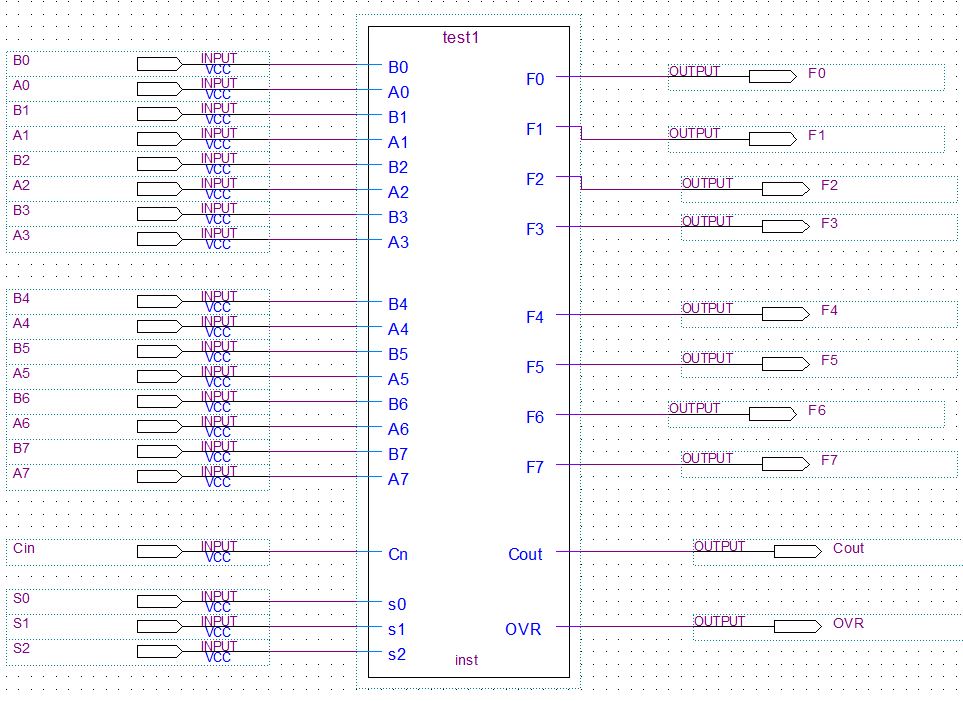 test1
B0 INPUT VCC B0
A0 INPUT VCC A0
B1 INPUT VCC B1
A1 INPUT VCC A1
B2 INPUT VCC B2
A2 INPUT VCC A2
B3 INPUT VCC B3
A3 INPUT VCC A3
B4 INPUT VCC B4
A4 INPUT VCC A4
B5 INPUT VCC B5
A5 INPUT VCC A5
B6 INPUT VCC B6
A6 INPUT VCC A6
B7 INPUT VCC B7
A7 INPUT VCC A7
Cin INPUT VCC Cn
S0 INPUT VCC s0
S1 INPUT VCC s1
S2 INPUT VCC s2
F0 OUTPUT F0
F1 OUTPUT F1
F2 OUTPUT F2
F3 OUTPUT F3
F4 OUTPUT F4
F5 OUTPUT F5
F6 OUTPUT F6
F7 OUTPUT F7
Cout OUTPUT Cout
OVR OUTPUT OVR
inst